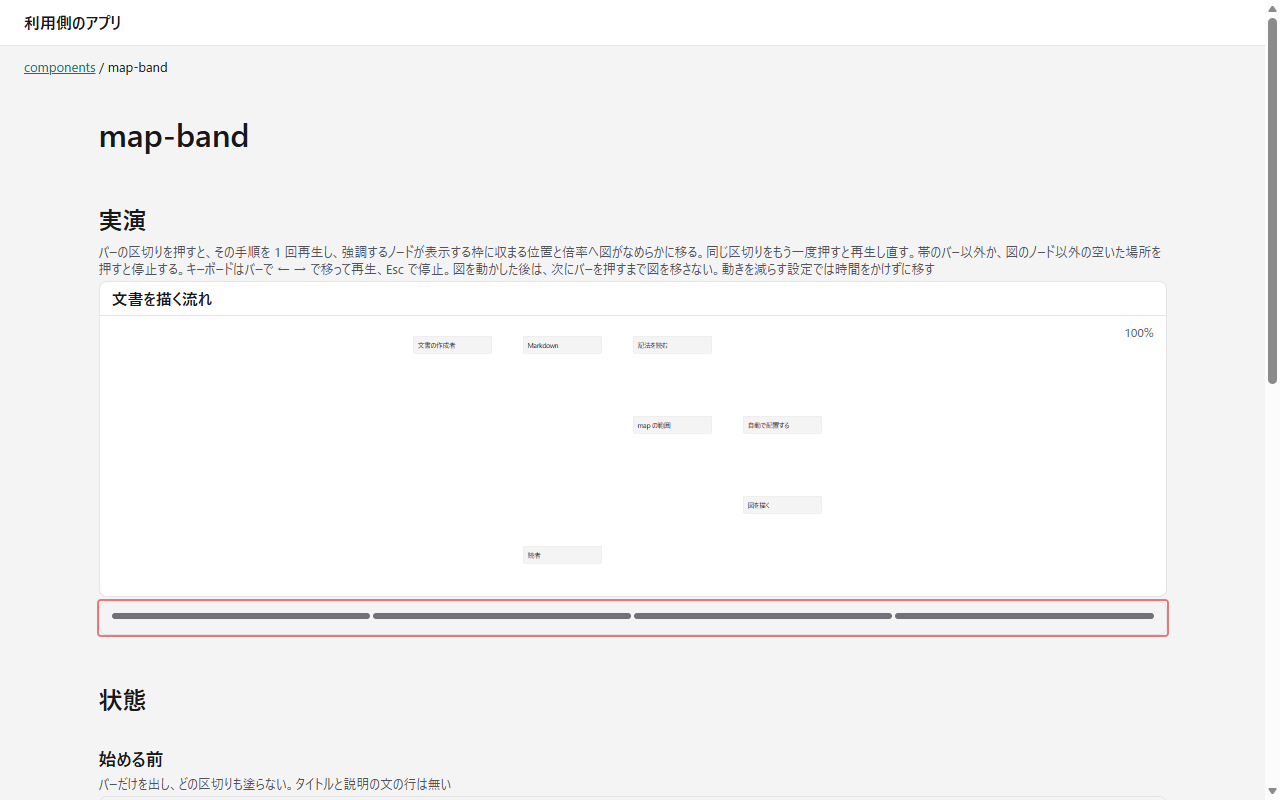 利用側のアプリ
components / map-band
map-band
実演
バーの区切りを押すと、その手順を 1 回再生し、強調するノードが表示する枠に収まる位置と倍率へ図がなめらかに移る。同じ区切りをもう一度押すと再生し直す。帯のバー以外か、図のノード以外の空いた場所を
押すと停止する。キーボードはバーで ← → で移って再生、Esc で停止。図を動かした後は、次にバーを押すまで図を移さない。動きを減らす設定では時間をかけずに移す
文書を描く流れ
100%
文書の作成者 Markdown 記法を読む
map の範囲 自動で配置する
図を描く
読者
状態
始める前
バーだけを出し、どの区切りも塗らない。タイトルと説明の文の行は無い